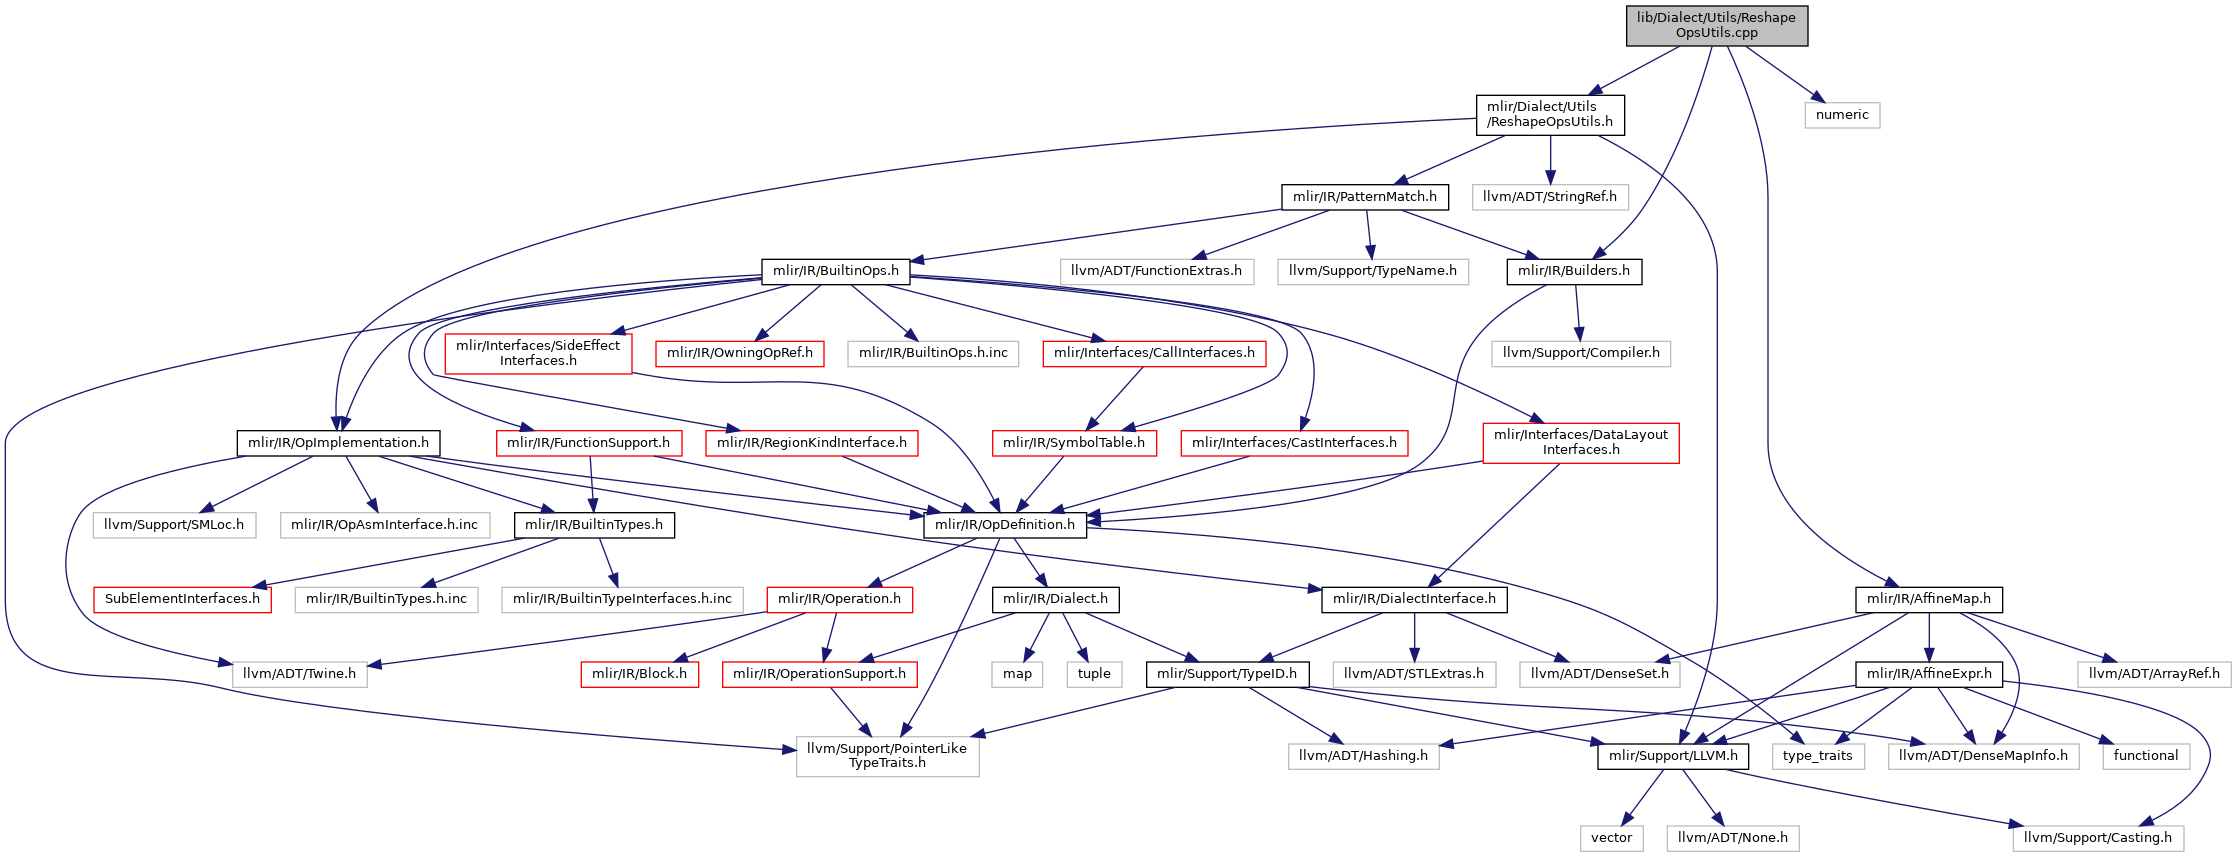 lib/Dialect/Utils/Reshape
OpsUtils.cpp
mlir/Dialect/Utils
/ReshapeOpsUtils.h
numeric
mlir/IR/PatternMatch.h
llvm/ADT/StringRef.h
mlir/IR/BuiltinOps.h
llvm/ADT/FunctionExtras.h
llvm/Support/TypeName.h
mlir/IR/Builders.h
mlir/Interfaces/SideEffect
Interfaces.h
mlir/IR/OwningOpRef.h
mlir/IR/BuiltinOps.h.inc
mlir/Interfaces/CallInterfaces.h
llvm/Support/Compiler.h
mlir/IR/OpImplementation.h
mlir/IR/FunctionSupport.h
mlir/IR/RegionKindInterface.h
mlir/IR/SymbolTable.h
mlir/Interfaces/CastInterfaces.h
mlir/Interfaces/DataLayout
Interfaces.h
llvm/Support/SMLoc.h
mlir/IR/OpAsmInterface.h.inc
mlir/IR/BuiltinTypes.h
mlir/IR/OpDefinition.h
SubElementInterfaces.h
mlir/IR/BuiltinTypes.h.inc
mlir/IR/BuiltinTypeInterfaces.h.inc
mlir/IR/Operation.h
mlir/IR/Dialect.h
mlir/IR/DialectInterface.h
mlir/IR/AffineMap.h
llvm/ADT/Twine.h
mlir/IR/Block.h
mlir/IR/OperationSupport.h
map
tuple
mlir/Support/TypeID.h
llvm/ADT/STLExtras.h
llvm/ADT/DenseSet.h
mlir/IR/AffineExpr.h
llvm/ADT/ArrayRef.h
llvm/Support/PointerLike
TypeTraits.h
llvm/ADT/Hashing.h
mlir/Support/LLVM.h
type_traits
llvm/ADT/DenseMapInfo.h
functional
vector
llvm/ADT/None.h
llvm/Support/Casting.h